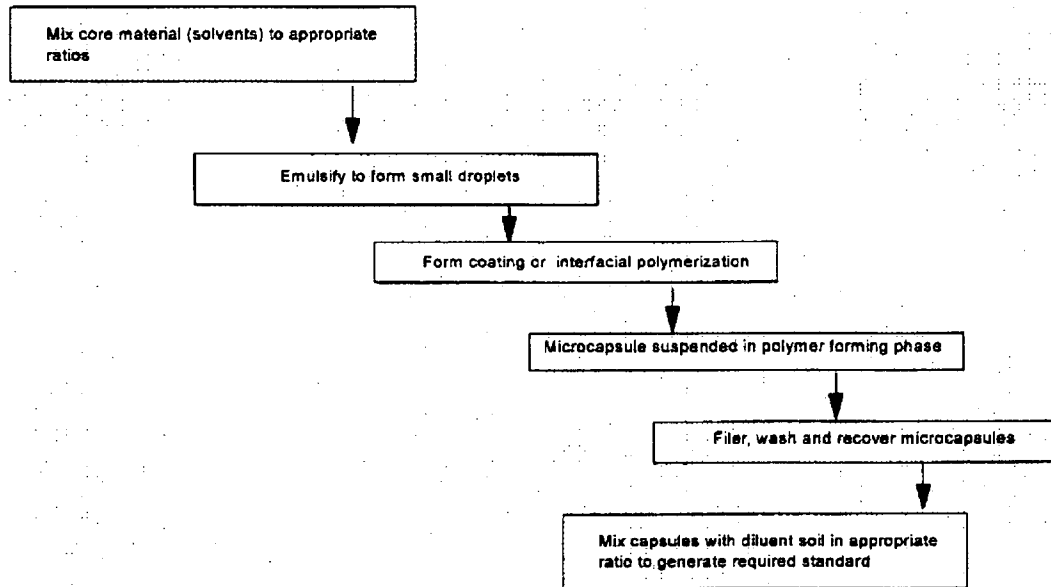 Mix core material (solvents) to appropriate
ratios
Emulsify to form small droplets
Form coating or interfacial polymerization
Microcapsule suspended in polymer forming phase
Filer, wash and recover microcapsules
Mix capsules with diluent soil in appropriate
ratio to generate required standard